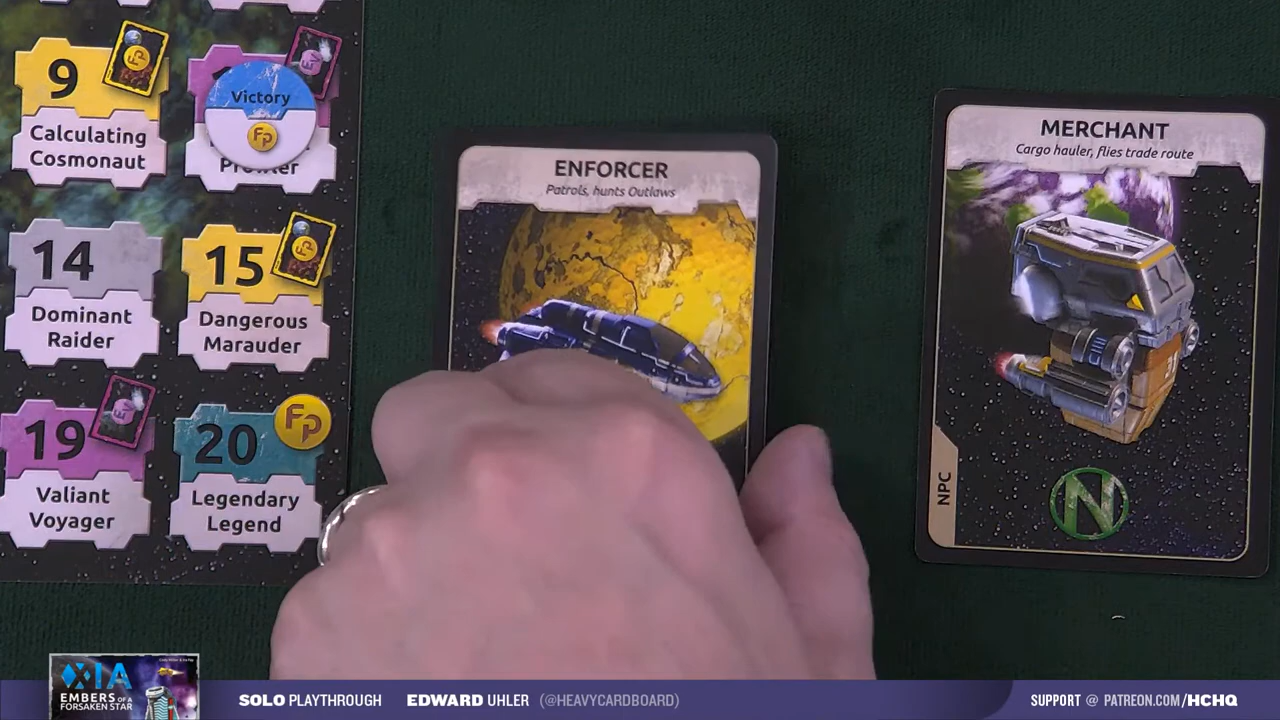 9
Calculating
Cosmonaut
Victory
FP
14
Dominant
Raider
15
Dangerous
Marauder
19
Valiant
Voyager
20
FP
Legendary
Legend
ENFORCER
Patrols, hunts Outlaws
MERCHANT
Cargo hauler, flies trade route
NPC
N
XIA
EMBERS OF A
FORSAKEN STAR
SOLO PLAYTHROUGH
EDWARD UHLER (@HEAVYCARDBOARD)
SUPPORT @ PATREON.COM/HCHQ